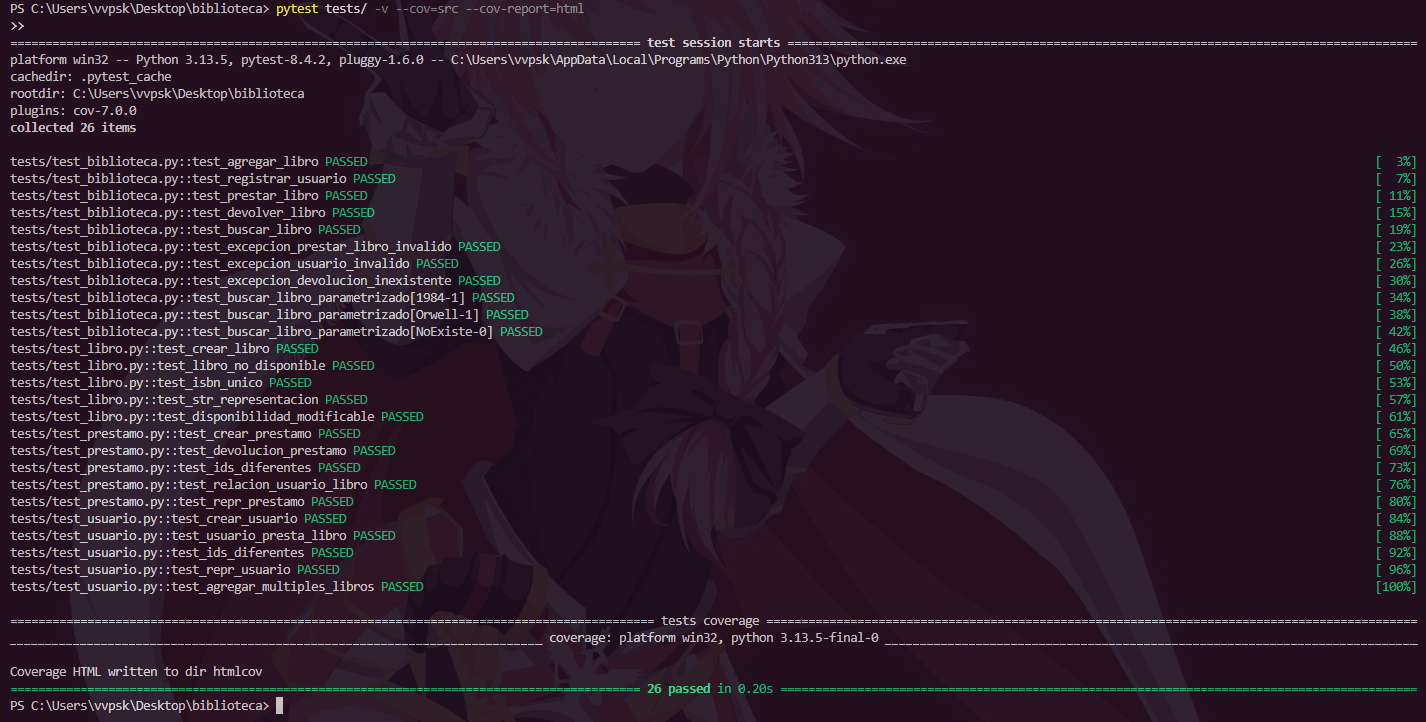 PS C:\Users\vvpsk\Desktop\biblioteca> pytest tests/ -v --cov=src --cov-report=html
>>
=============================== test session starts ===============================
platform win32 -- Python 3.13.5, pytest-8.4.2, pluggy-1.6.0 -- C:\Users\vvpsk\AppData\Local\Programs\Python\Python313\python.exe
cachedir: .pytest_cache
rootdir: C:\Users\vvpsk\Desktop\biblioteca
plugins: cov-7.0.0
collected 26 items
tests/test_biblioteca.py::test_agregar_libro PASSED [  3%]
tests/test_biblioteca.py::test_registrar_usuario PASSED [  7%]
tests/test_biblioteca.py::test_prestar_libro PASSED [ 11%]
tests/test_biblioteca.py::test_devolver_libro PASSED [ 15%]
tests/test_biblioteca.py::test_buscar_libro PASSED [ 19%]
tests/test_biblioteca.py::test_excepcion_prestar_libro_invalido PASSED [ 23%]
tests/test_biblioteca.py::test_excepcion_usuario_invalido PASSED [ 26%]
tests/test_biblioteca.py::test_excepcion_devolucion_inexistente PASSED [ 30%]
tests/test_biblioteca.py::test_buscar_libro_parametrizado[1984-1] PASSED [ 34%]
tests/test_biblioteca.py::test_buscar_libro_parametrizado[Orwell-1] PASSED [ 38%]
tests/test_biblioteca.py::test_buscar_libro_parametrizado[NoExiste-0] PASSED [ 42%]
tests/test_libro.py::test_crear_libro PASSED [ 46%]
tests/test_libro.py::test_libro_no_disponible PASSED [ 50%]
tests/test_libro.py::test_isbn_unico PASSED [ 53%]
tests/test_libro.py::test_str_representacion PASSED [ 57%]
tests/test_libro.py::test_disponibilidad_modificable PASSED [ 61%]
tests/test_prestamo.py::test_crear_prestamo PASSED [ 65%]
tests/test_prestamo.py::test_devolucion_prestamo PASSED [ 69%]
tests/test_prestamo.py::test_ids_diferentes PASSED [ 73%]
tests/test_prestamo.py::test_relacion_usuario_libro PASSED [ 76%]
tests/test_prestamo.py::test_repr_prestamo PASSED [ 80%]
tests/test_usuario.py::test_crear_usuario PASSED [ 84%]
tests/test_usuario.py::test_usuario_presta_libro PASSED [ 88%]
tests/test_usuario.py::test_ids_diferentes PASSED [ 92%]
tests/test_usuario.py::test_repr_usuario PASSED [ 96%]
tests/test_usuario.py::test_agregar_multiples_libros PASSED [100%]
=============================== tests coverage ===============================
_______________ coverage: platform win32, python 3.13.5-final-0 _______________
Coverage HTML written to dir htmlcov
=============================== 26 passed in 0.20s ===============================
PS C:\Users\vvpsk\Desktop\biblioteca>